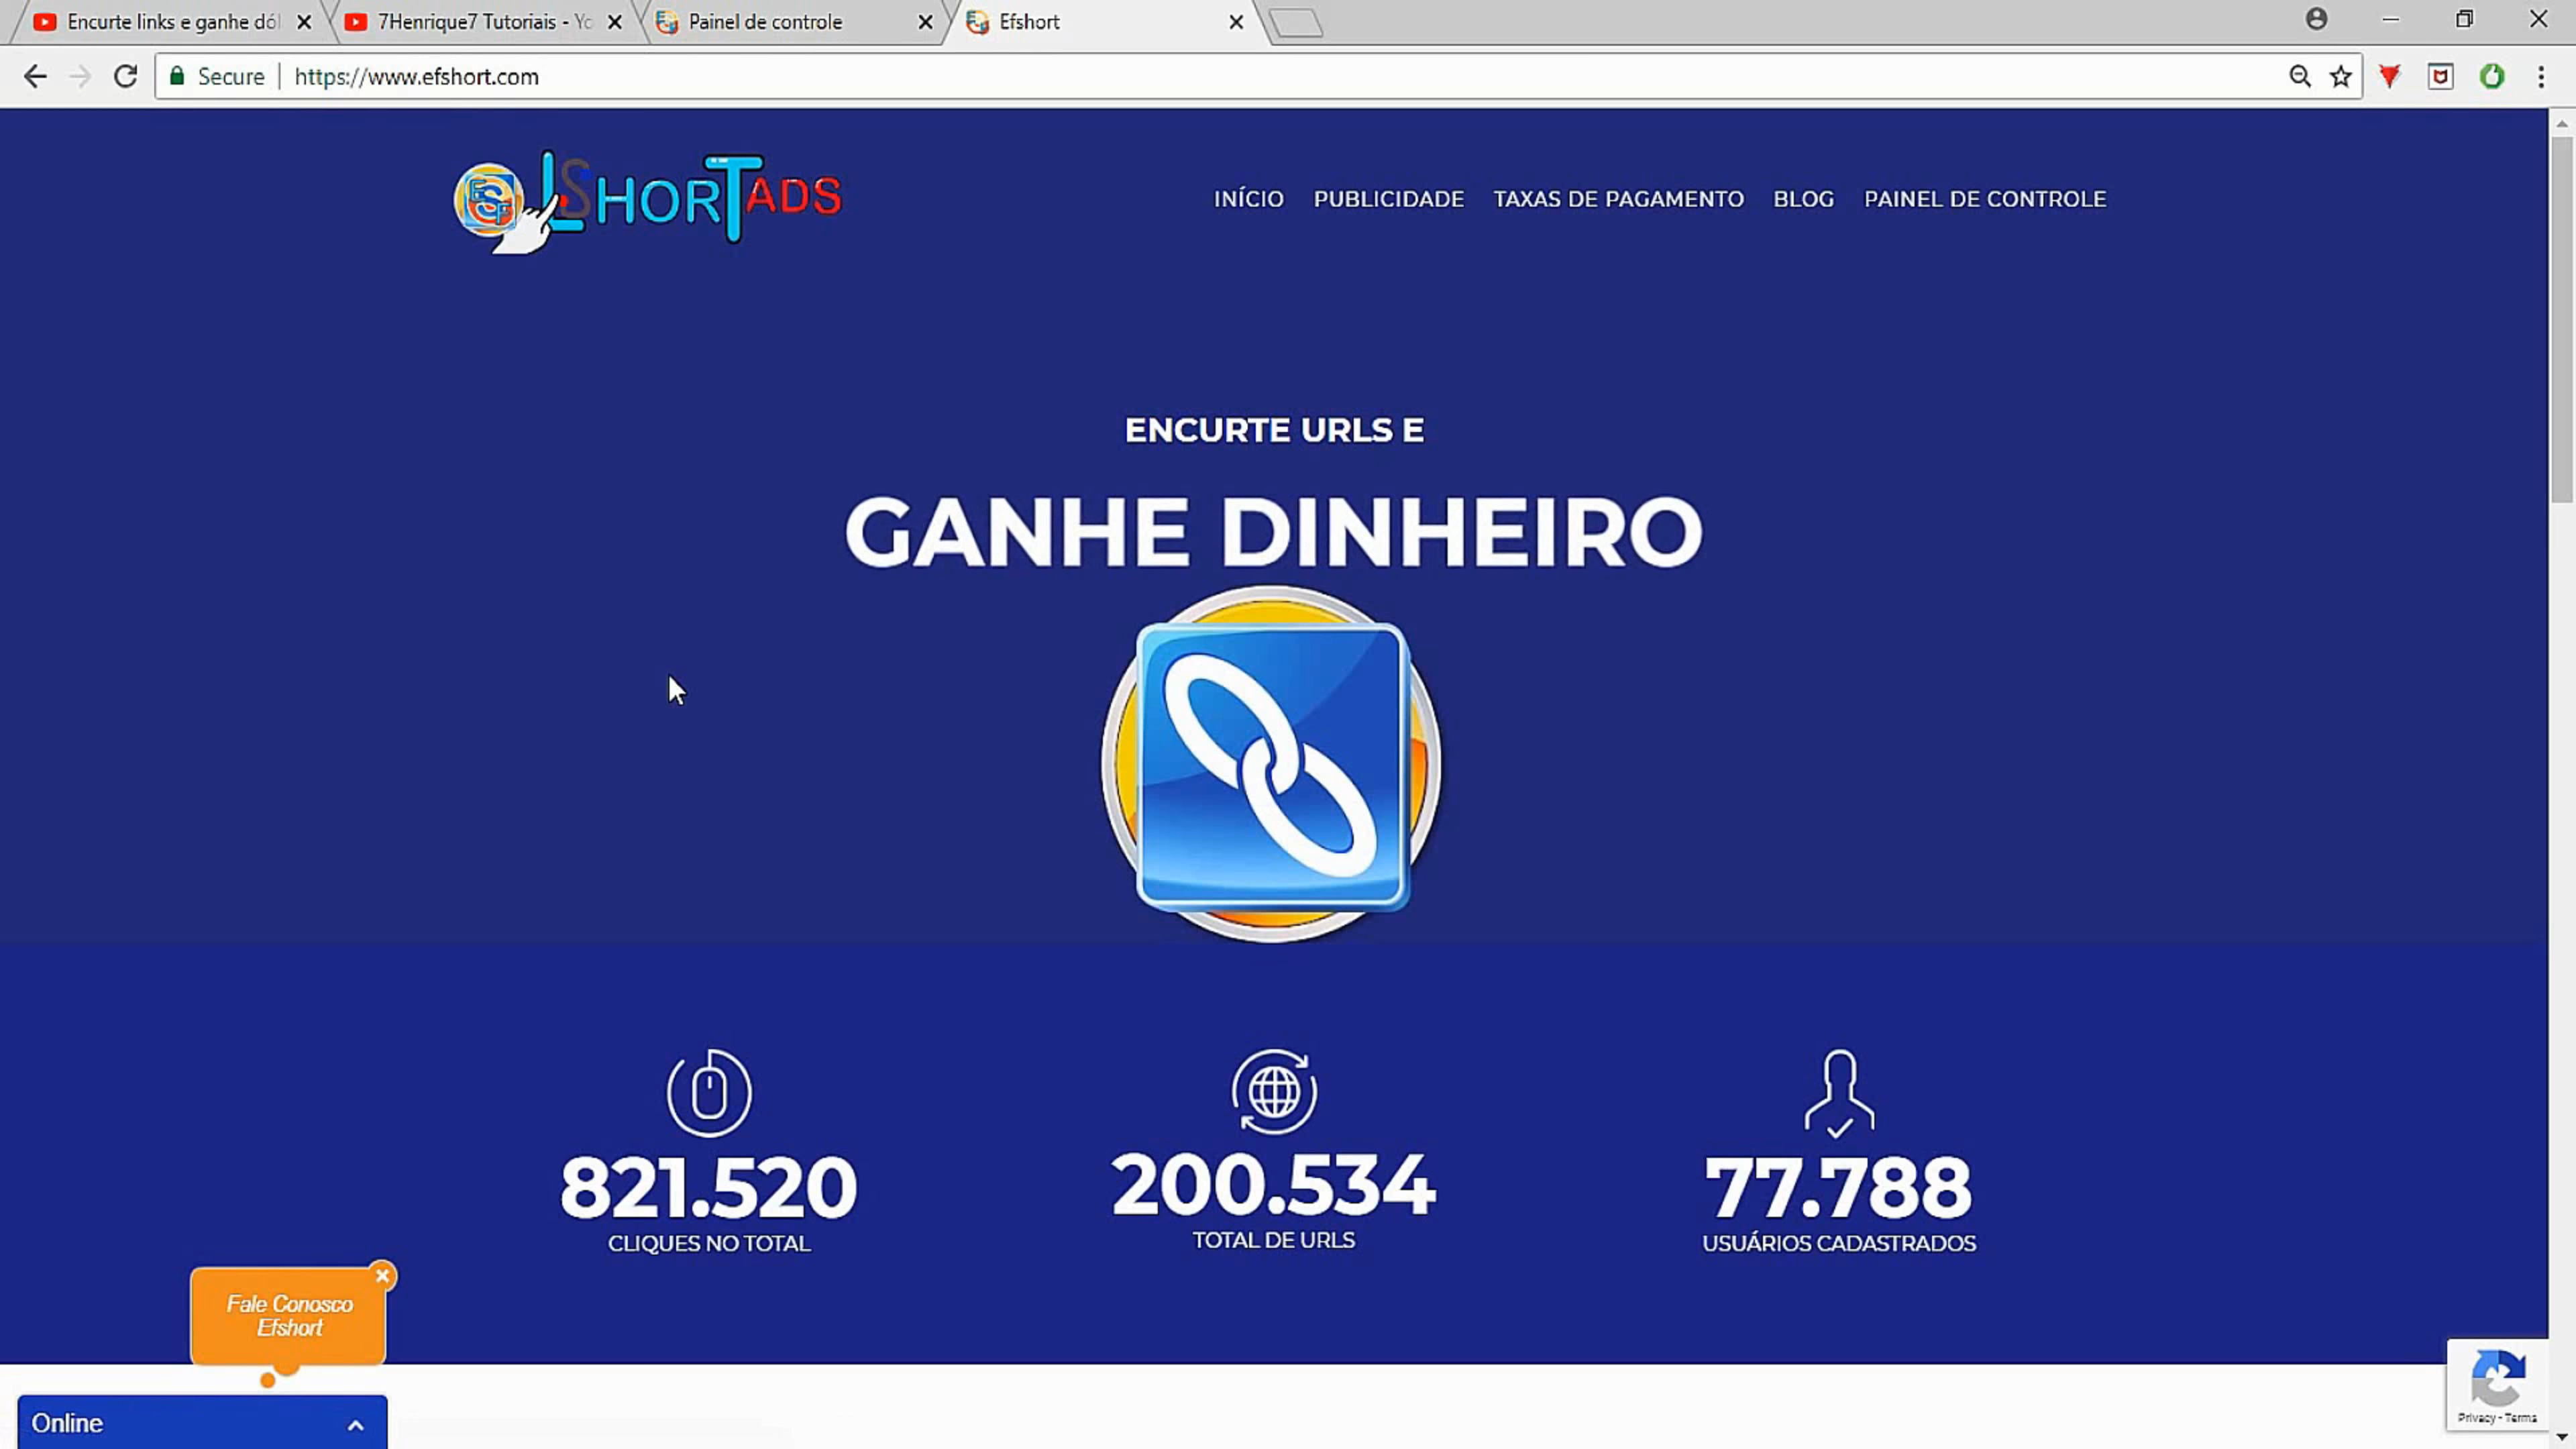 Encurte links e ganhe dól
7Henrique7 Tutoriais - Yo
Painel de controle
Efshort
Secure
https://www.efshort.com
SHORTADS
INÍCIO
PUBLICIDADE
TAXAS DE PAGAMENTO
BLOG
PAINEL DE CONTROLE
ENCURTE URLS E
GANHE DINHEIRO
821.520
CLIQUES NO TOTAL
200.534
TOTAL DE URLS
77.788
USUÁRIOS CADASTRADOS
Fale Conosco
Efshort
Online
Privacy - Terms